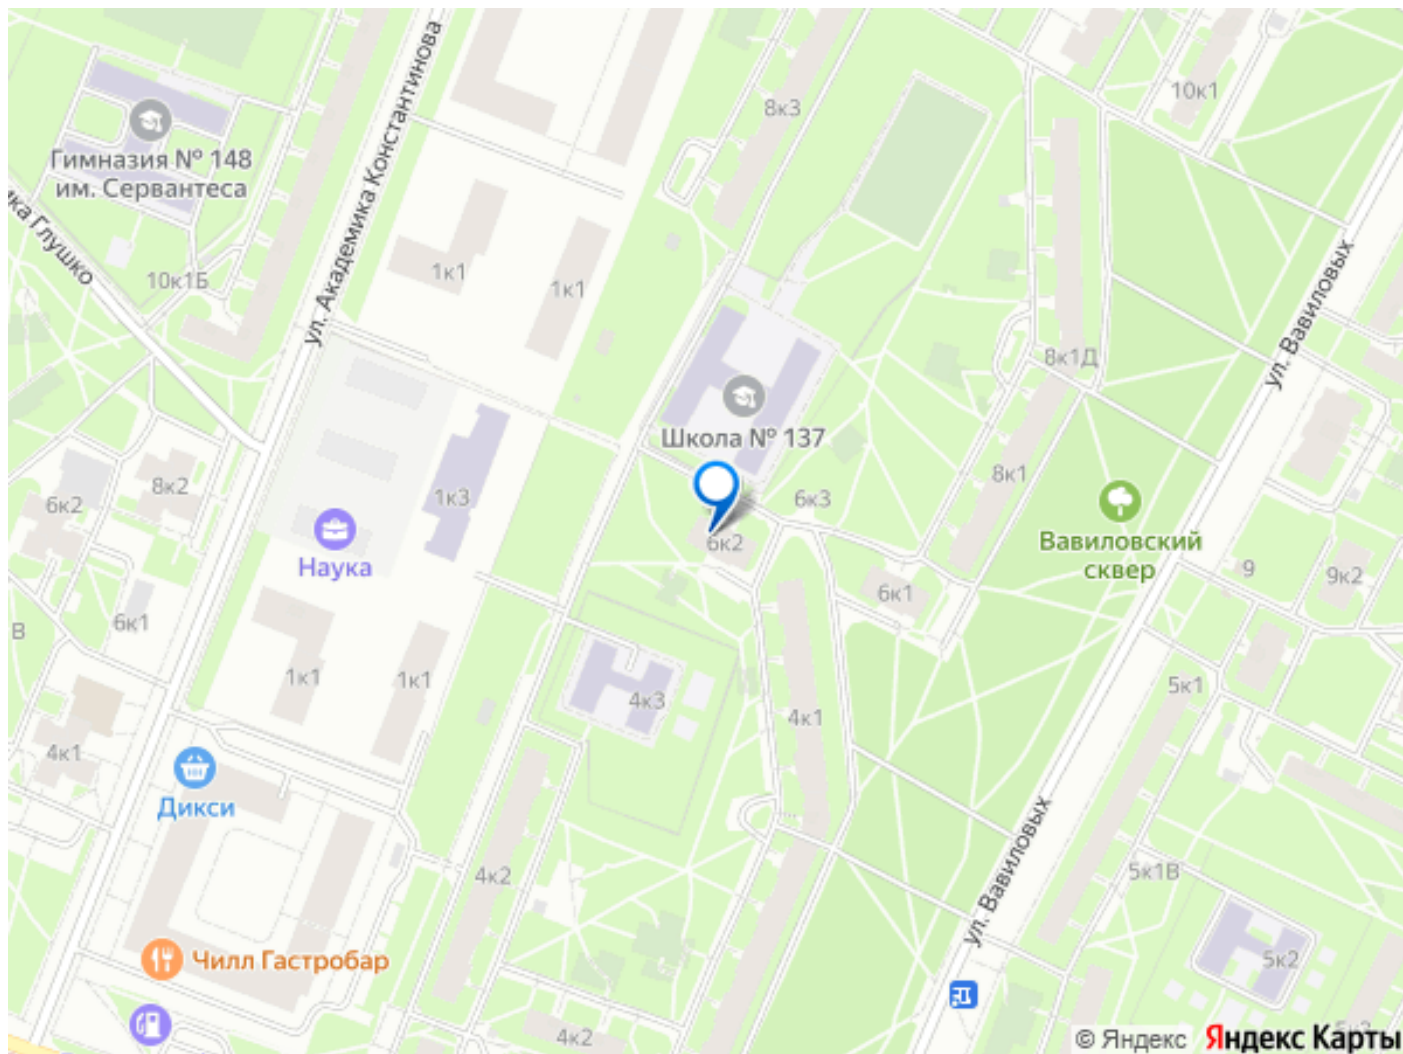 ул. Академика Константинова
8к3
10к1
Гимназия № 148
им. Сервантеса
ка Глушко
10к1Б
1к1
1к1
ул. Вавиловых
8к1Д
Школа № 137
8к1
6к3
8к2
6к2
1к3
6к2
Вавиловский
сквер
Наука
9
9к2
6к1
6к1
В
1к1
1к1
4к3
4к1
5к1
4к1
Дикси
ул. Вавиловых
4к2
5к1В
Чилл Гастробар
5к2
4к2
© Яндекс Яндекс Карты